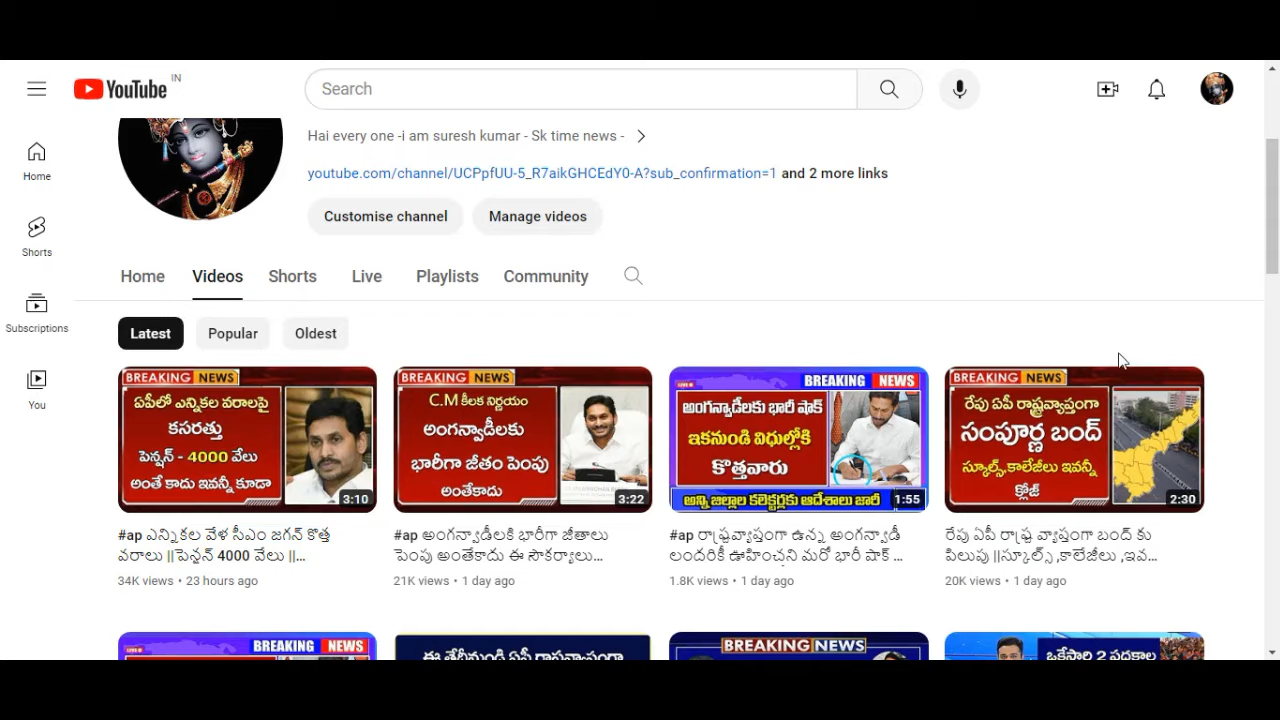 YouTube IN
Search
Hai every one -i am suresh kumar - Sk time news -
youtube.com/channel/UCPpfUU-5_R7aikGHCEdY0-A?sub_confirmation=1 and 2 more links
Customise channel
Manage videos
Home
Shorts
Subscriptions
You
Home Videos Shorts Live Playlists Community
Latest Popular Oldest
BREAKING NEWS
ఏపీలో ఎన్నికల వరాలపై
కసరత్తు
పెన్షన్ - 4000 వేలు
అంతే కాదు ఇవన్నీ కూడా
3:10
#ap ఎన్నికల వేళ సీఎం జగన్ కొత్త
వరాలు ||పెన్షన్ 4000 వేలు ||...
34K views • 23 hours ago
BREAKING NEWS
C.M కీలక నిర్ణయం
అంగన్వాడీలకు
భారీగా జీతం పెంపు
అంతేకాదు
3:22
#ap అంగన్వాడీలకి భారీగా జీతాలు
పెంపు అంతేకాదు ఈ సౌకర్యాలు...
21K views • 1 day ago
LIVE
BREAKING NEWS
అంగన్వాడీలకు భారీ షాక్
ఇకనుండి విధుల్లోకి
కొత్తవారు
అన్ని జిల్లాల కలెక్టర్లకు ఆదేశాలు జారీ
1:55
#ap రాష్ట్రవ్యాప్తంగా ఉన్న అంగన్వాడీ
లందరికీ ఊహించని మరో భారీ షాక్ ...
1.8K views • 1 day ago
BREAKING NEWS
రేపు ఏపీ రాష్ట్రవ్యాప్తంగా
సంపూర్ణ బంద్
స్కూల్స్,కాలేజీలు ఇవన్నీ
క్లోజ్
2:30
రేపు ఏపీ రాష్ట్ర వ్యాప్తంగా బంద్ కు
పిలుపు ||స్కూల్స్ ,కాలేజీలు ,ఇవ...
20K views • 1 day ago
BREAKING NEWS
ఈ తేదీనుండి ఏపీ రాష్ట్రవ్యాప్తంగా
BREAKING NEWS
ఒకేసారి 2 పథకాల